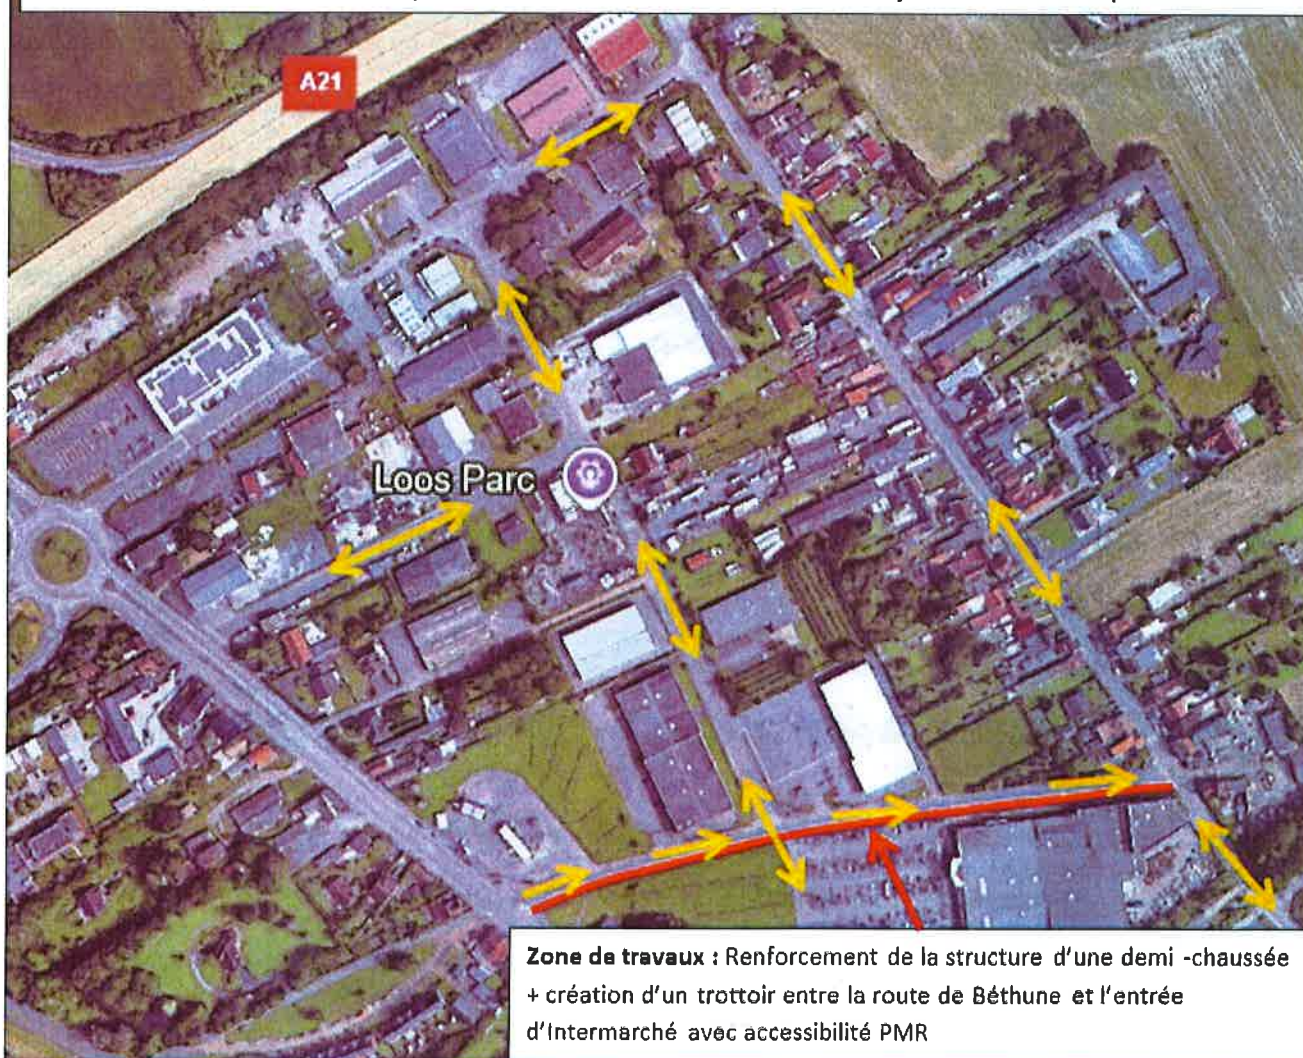 A21
Loos Parc
Zone de travaux : Renforcement de la structure d'une demi -chaussée
+ création d'un trottoir entre la route de Béthune et l'entrée
d'Intermarché avec accessibilité PMR